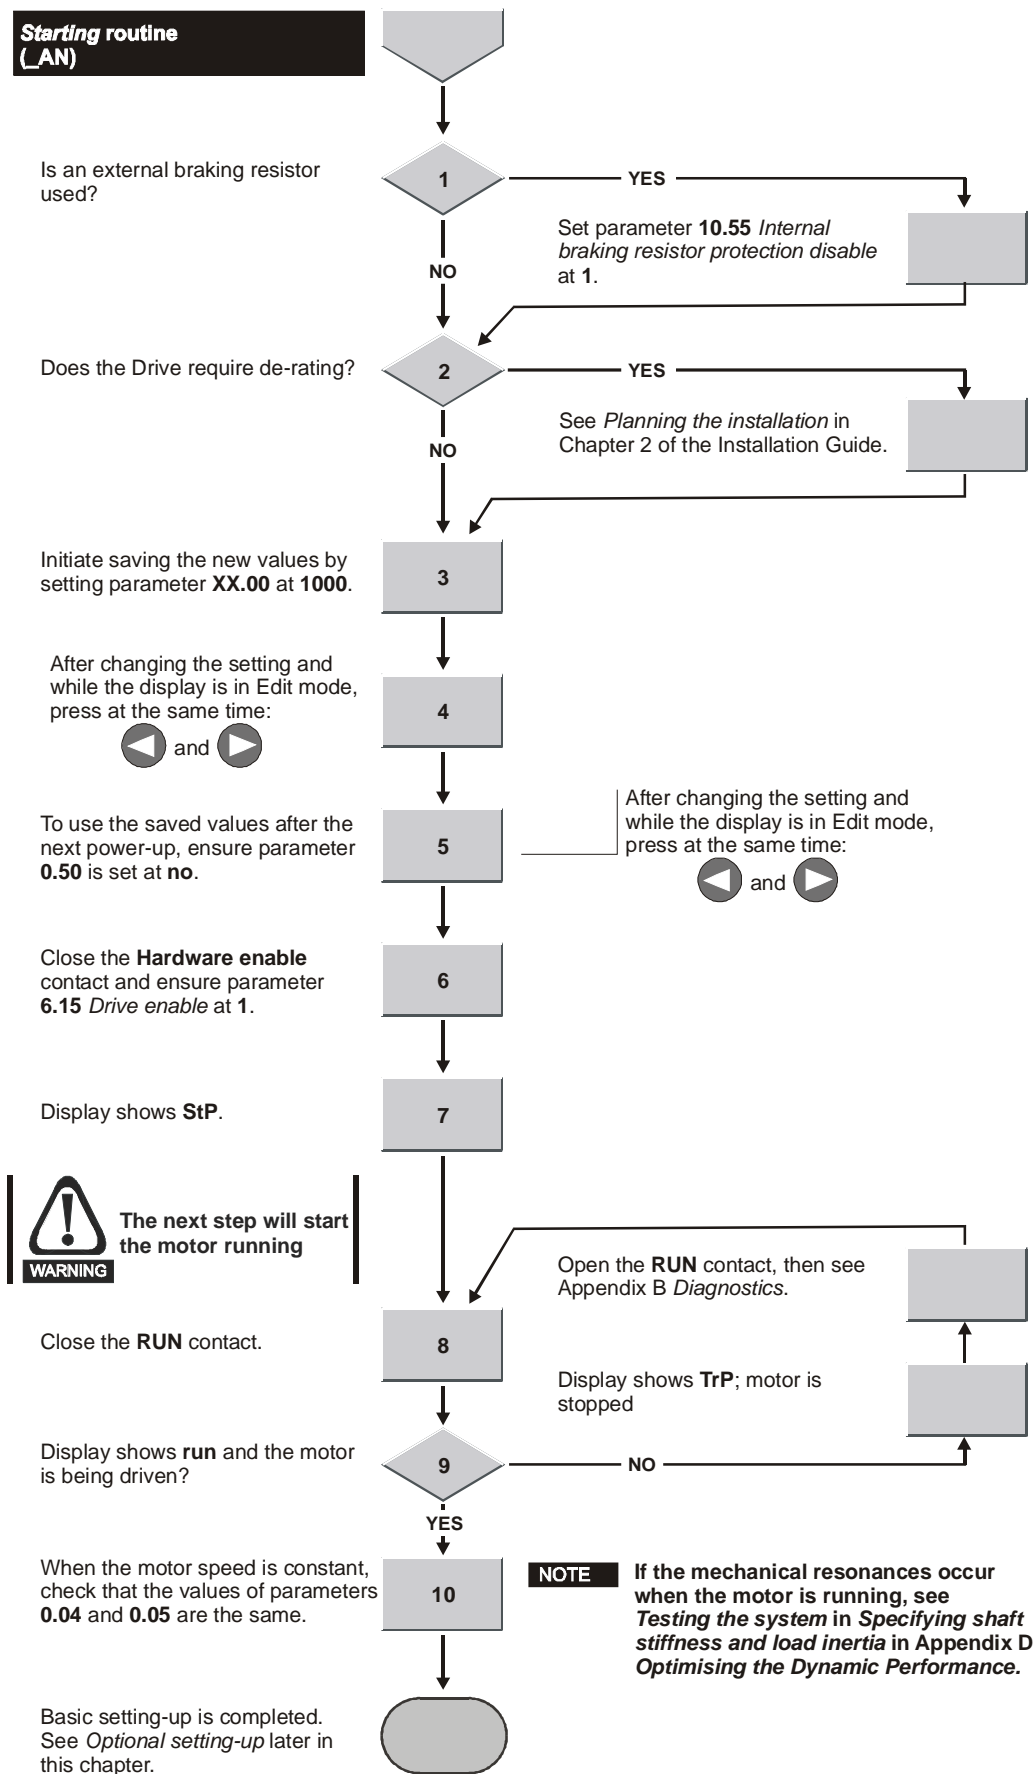 Starting routine
(_AN)
Is an external braking resistor
used?
1
YES
Set parameter 10.55 Internal
braking resistor protection disable
at 1.
NO
Does the Drive require de-rating?
2
YES
See Planning the installation in
Chapter 2 of the Installation Guide.
NO
Initiate saving the new values by
setting parameter XX.00 at 1000.
3
After changing the setting and
while the display is in Edit mode,
press at the same time:
and
4
To use the saved values after the
next power-up, ensure parameter
0.50 is set at no.
5
After changing the setting and
while the display is in Edit mode,
press at the same time:
and
Close the Hardware enable
contact and ensure parameter
6.15 Drive enable at 1.
6
Display shows StP.
7
WARNING
The next step will start
the motor running
Open the RUN contact, then see
Appendix B Diagnostics.
Close the RUN contact.
8
Display shows TrP; motor is
stopped
Display shows run and the motor
is being driven?
9
NO
YES
When the motor speed is constant,
check that the values of parameters
0.04 and 0.05 are the same.
10
NOTE
If the mechanical resonances occur
when the motor is running, see
Testing the system in Specifying shaft
stiffness and load inertia in Appendix D
Optimising the Dynamic Performance.
Basic setting-up is completed.
See Optional setting-up later in
this chapter.